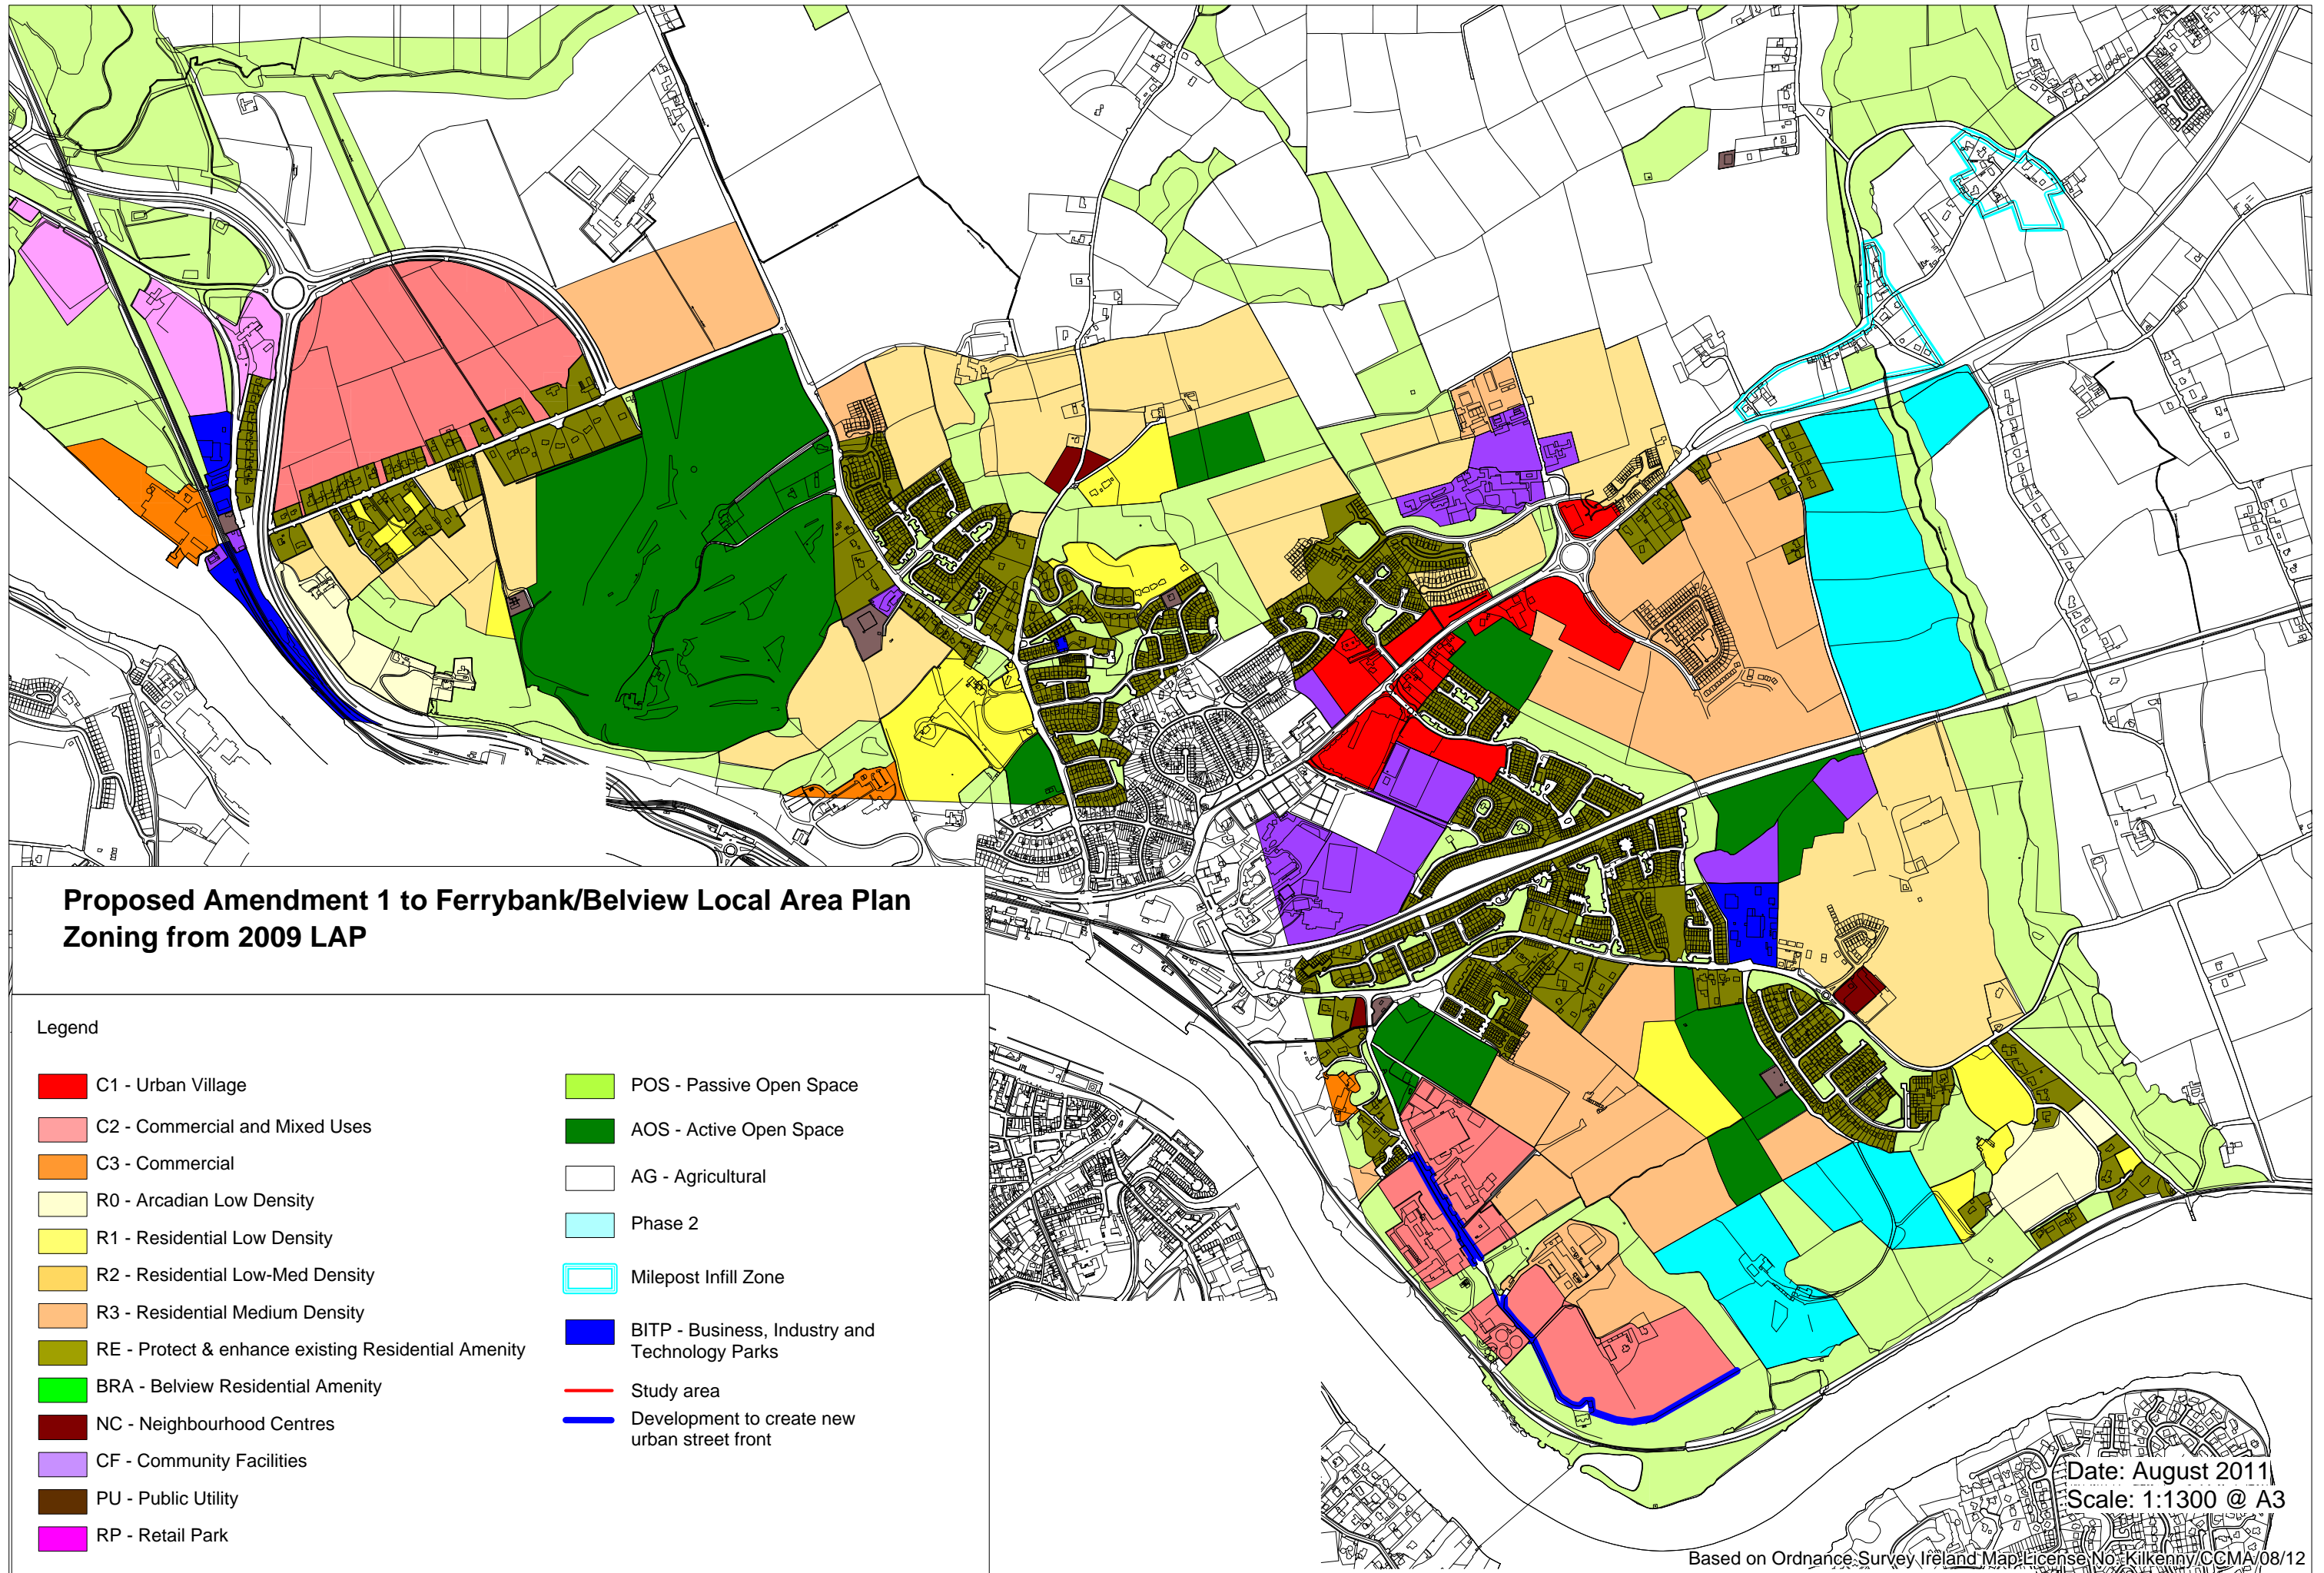 Proposed Amendment 1 to Ferrybank/Belview Local Area Plan
Zoning from 2009 LAP
Legend
C1 - Urban Village
C2 - Commercial and Mixed Uses
C3 - Commercial
R0 - Arcadian Low Density
R1 - Residential Low Density
R2 - Residential Low-Med Density
R3 - Residential Medium Density
RE - Protect & enhance existing Residential Amenity
BRA - Belview Residential Amenity
NC - Neighbourhood Centres
CF - Community Facilities
PU - Public Utility
RP - Retail Park
POS - Passive Open Space
AOS - Active Open Space
AG - Agricultural
Phase 2
Milepost Infill Zone
BITP - Business, Industry and
Technology Parks
Study area
Development to create new
urban street front
Date: August 2011
Scale: 1:1300 @ A3
Based on Ordnance Survey Ireland Map License No. Kilkenny/CCMA/08/12